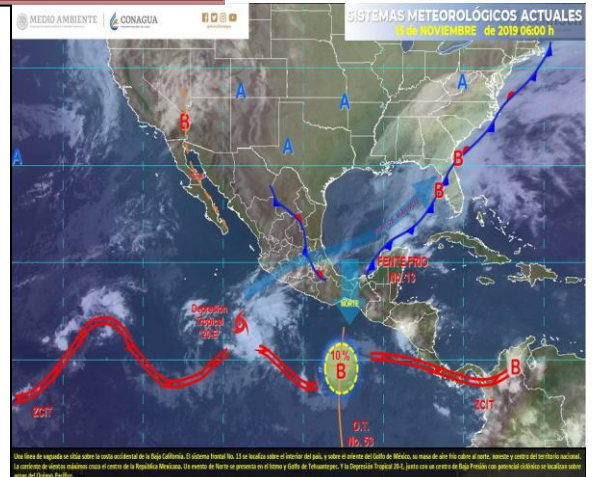 MEDIO AMBIENTE
CONAGUA
SISTEMAS METEOROLÓGICOS ACTUALES
15 de NOVIEMBRE de 2019 06:00 h
A
A
A
A
B
B
B
FENTE FRÍO
No. 13
NORTE
Depresión
Tropical
"20-E"
10 %
B
B
ZCIT
ZCIT
O.T.
No. 53
Una línea de vaguada se sitúa sobre la costa occidental de la Baja California. El sistema frontal No. 13 se localiza sobre el interior del país, y sobre el oriente del Golfo de México, su masa de aire frío cubre al norte, noreste y centro del territorio nacional.
La corriente de vientos máximos cruza el centro de la República Mexicana. Un evento de Norte se presenta en el Istmo y Golfo de Tehuantepec. Y la Depresión Tropical 20-E, junto con un centro de Baja Presión con potencial ciclónico se localizan sobre
aguas del Océano Pacífico.